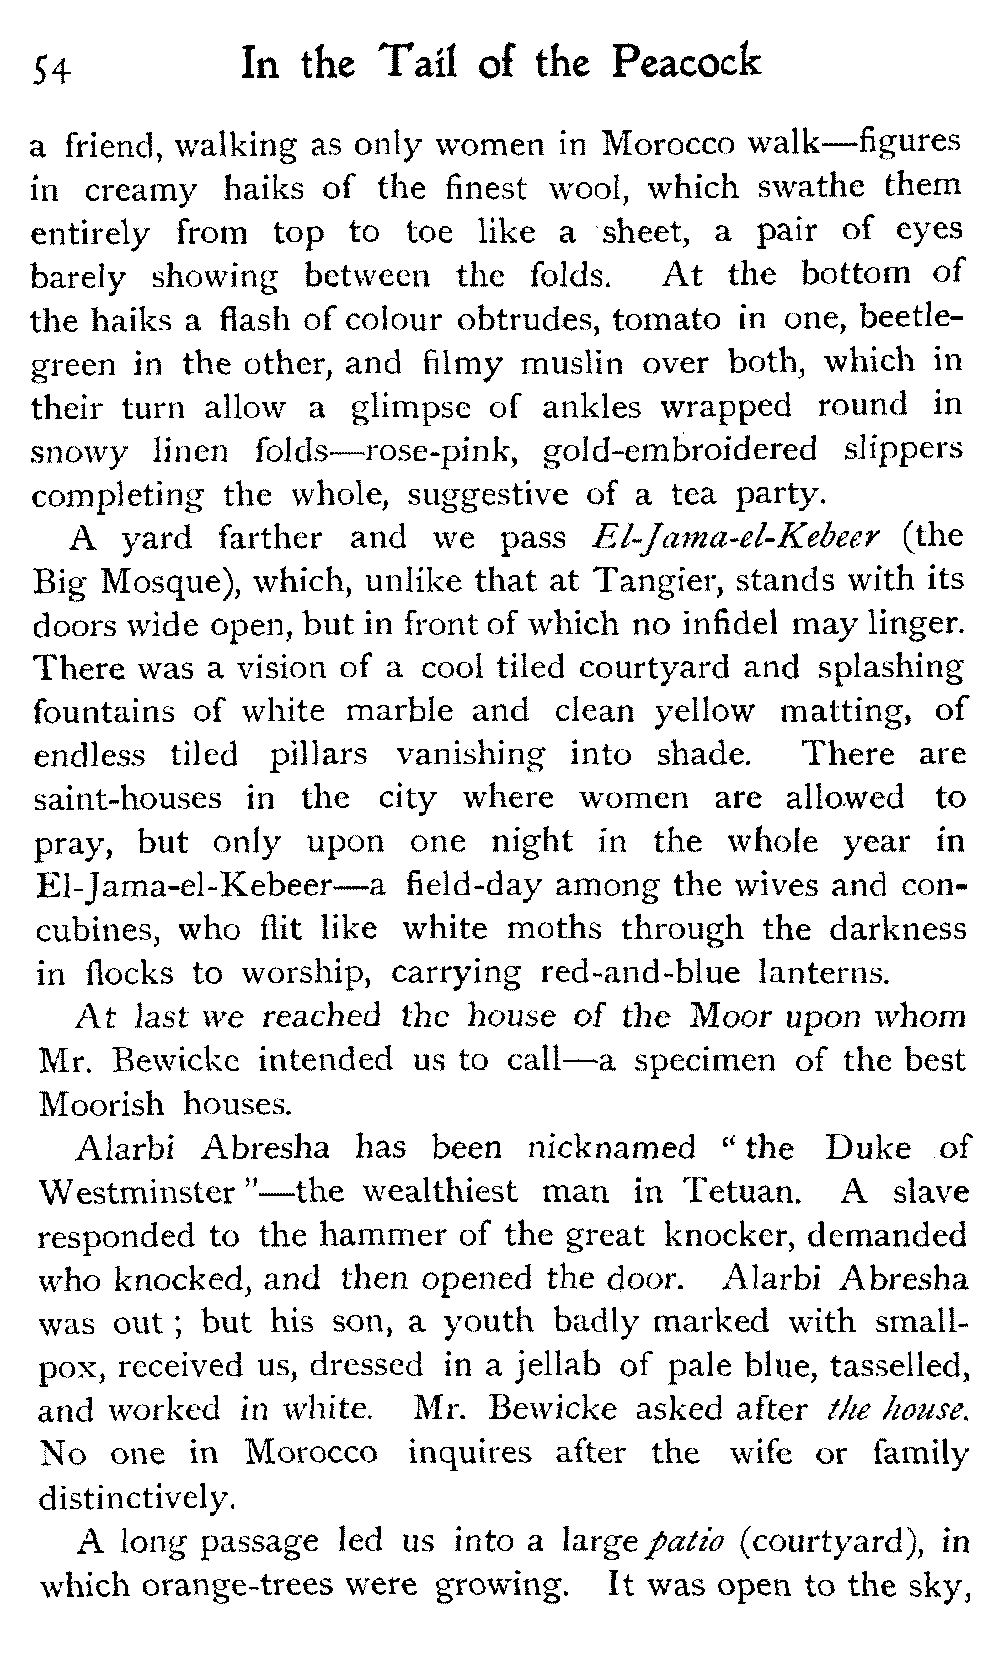 54 In the Tail of the Peacock
a friend, walking as only women in Morocco walk—figures
in creamy haiks of the finest wool, which swathe them
entirely from top to toe like a sheet, a pair of eyes
barely showing between the folds. At the bottom of
the haiks a flash of colour obtrudes, tomato in one, beetle-
green in the other, and filmy muslin over both, which in
their turn allow a glimpse of ankles wrapped round in
snowy linen folds—rose-pink, gold-embroidered slippers
completing the whole, suggestive of a tea party.
A yard farther and we pass El-Jama-el-Kebeer (the
Big Mosque), which, unlike that at Tangier, stands with its
doors wide open, but in front of which no infidel may linger.
There was a vision of a cool tiled courtyard and splashing
fountains of white marble and clean yellow matting, of
endless tiled pillars vanishing into shade. There are
saint-houses in the city where women are allowed to
pray, but only upon one night in the whole year in
El-Jama-el-Kebeer—a field-day among the wives and con-
cubines, who flit like white moths through the darkness
in flocks to worship, carrying red-and-blue lanterns.
At last we reached the house of the Moor upon whom
Mr. Bewicke intended us to call—a specimen of the best
Moorish houses.
Alarbi Abresha has been nicknamed "the Duke of
Westminster"—the wealthiest man in Tetuan. A slave
responded to the hammer of the great knocker, demanded
who knocked, and then opened the door. Alarbi Abresha
was out; but his son, a youth badly marked with small-
pox, received us, dressed in a jellab of pale blue, tasselled,
and worked in white. Mr. Bewicke asked after the house.
No one in Morocco inquires after the wife or family
distinctively.
A long passage led us into a large patio (courtyard), in
which orange-trees were growing. It was open to the sky,